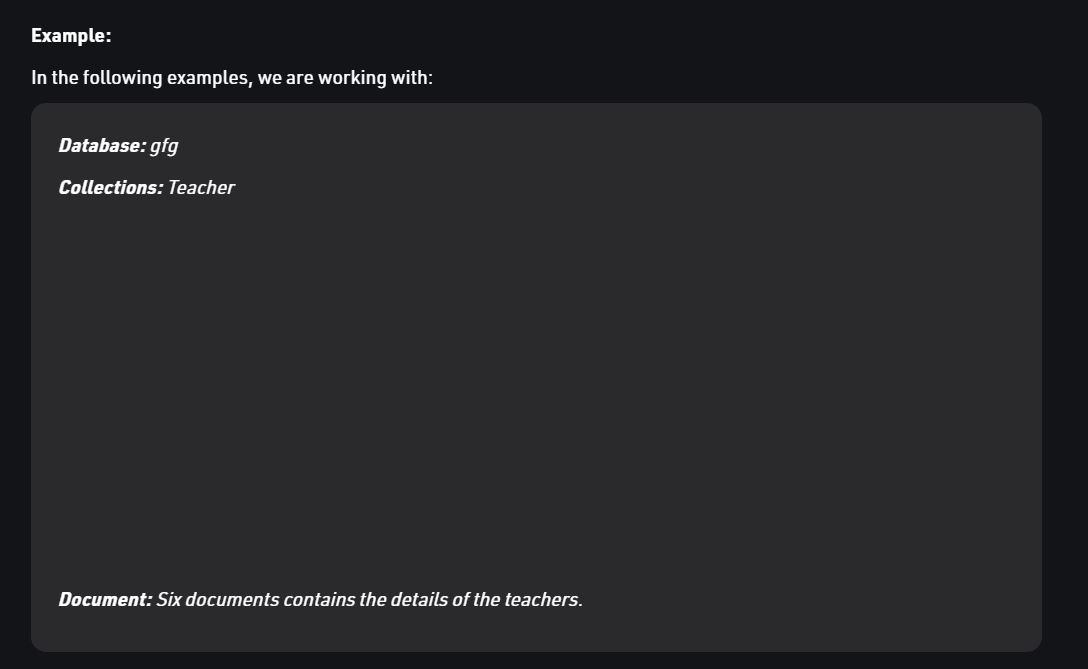 Example:
In the following examples, we are working with:
Database: gfg
Collections: Teacher
Document: Six documents contains the details of the teachers.